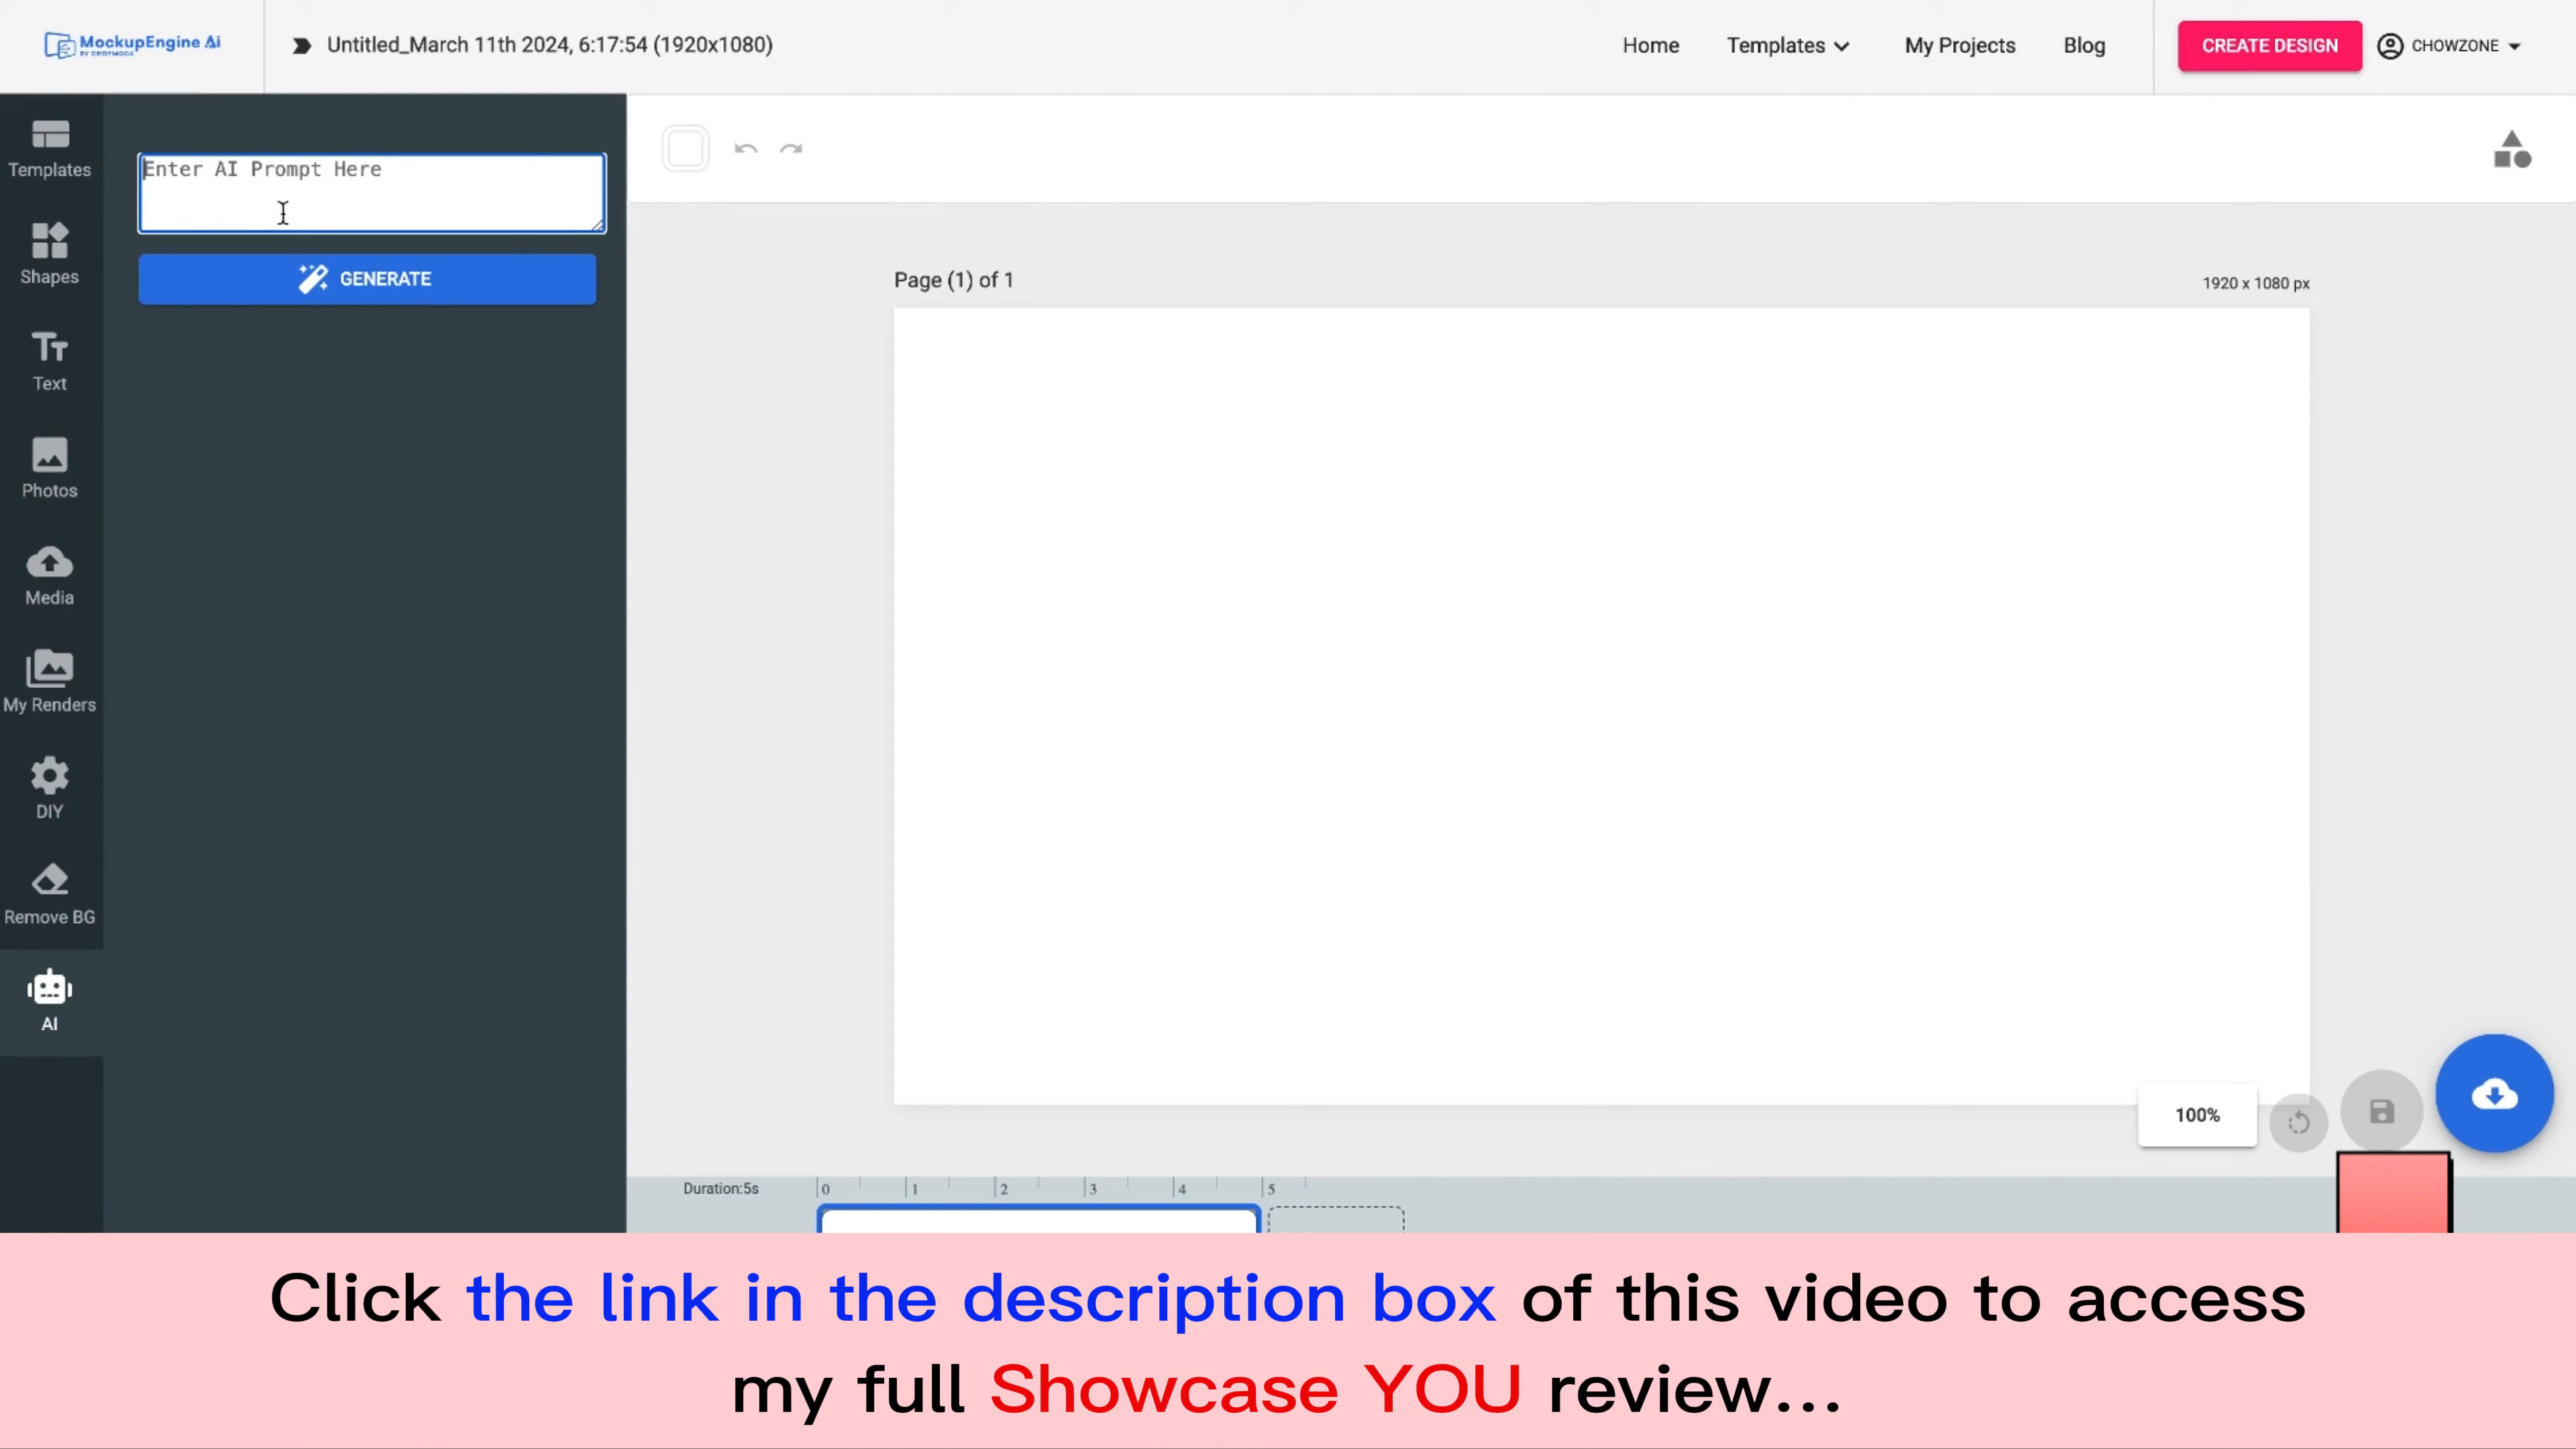 MockupEngine Ai
BY DROPMOCK
Untitled_March 11th 2024, 6:17:54 (1920x1080)
Home
Templates
My Projects
Blog
CREATE DESIGN
CHOWZONE
Templates
Shapes
Text
Photos
Media
My Renders
DIY
Remove BG
AI
Enter AI Prompt Here
GENERATE
Page (1) of 1
1920 x 1080 px
100%
Duration:5s
0 1 2 3 4 5
Click the link in the description box of this video to access
my full Showcase YOU review...